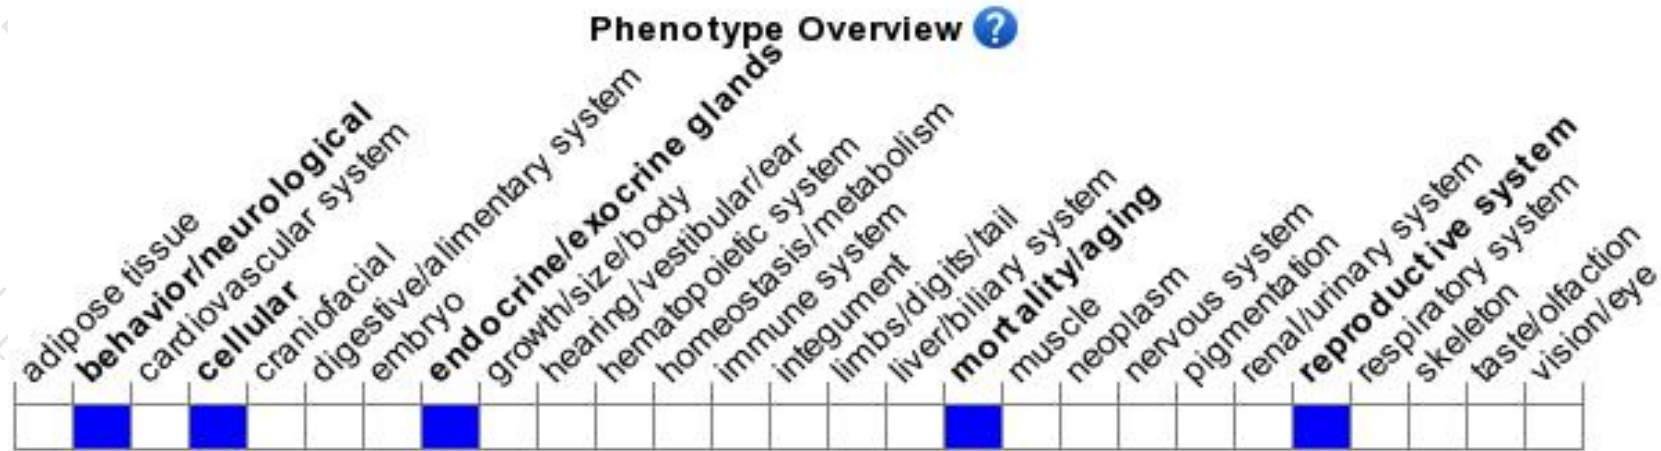 Phenotype Overview ?
adipose tissue
behavior/neurological
cardiovascular system
cellular
craniofacial
digestive/alimentary system
embryo
endocrine/exocrine glands
growth/size/body
hearing/vestibular/ear
hematopoietic system
homeostasis/metabolism
immune system
integument
limbs/digits/tail
liver/biliary system
mortality/aging
muscle
neoplasm
nervous system
pigmentation
renal/urinary system
reproductive system
respiratory system
skeleton
taste/olfaction
vision/eye